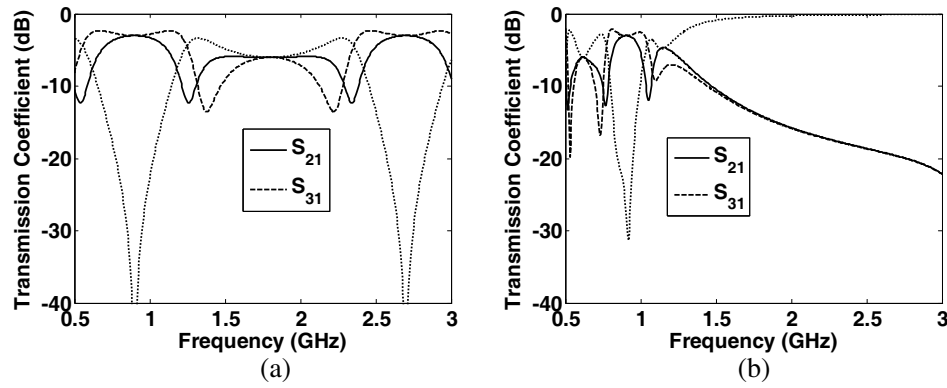 Transmission Coefficient (dB)
0
-10
-20
-30
-40
S21
S31
0.5 1 1.5 2 2.5 3
Frequency (GHz)
(a)
Transmission Coefficient (dB)
0
-10
-20
-30
-40
S21
S31
0.5 1 1.5 2 2.5 3
Frequency (GHz)
(b)